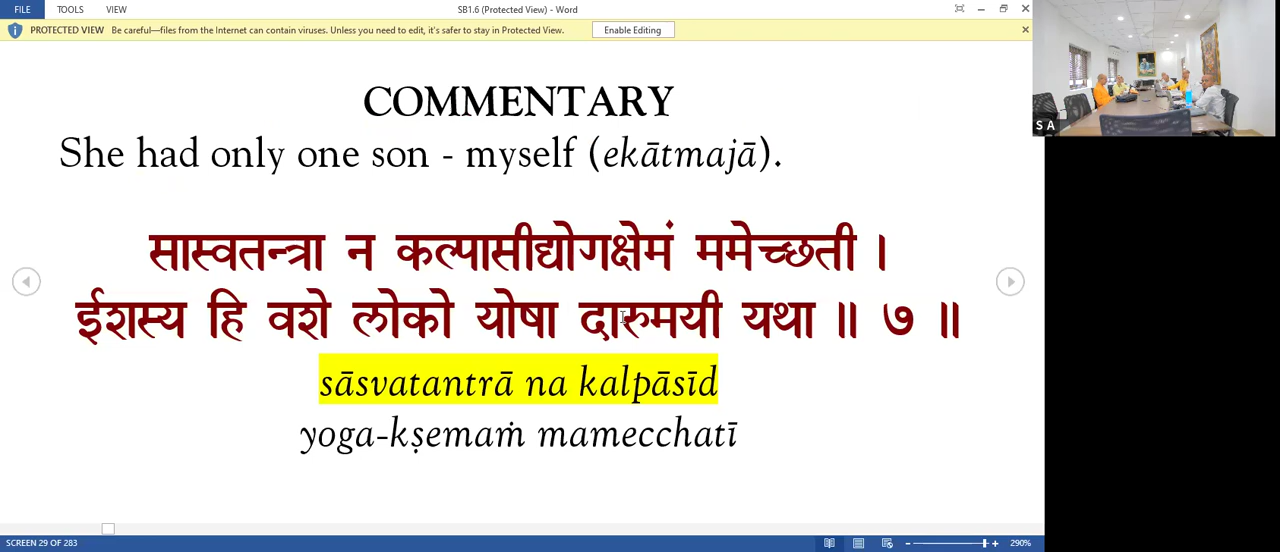 SB1.6 (Protected View) - Word
FILE TOOLS VIEW
PROTECTED VIEW Be careful—files from the Internet can contain viruses. Unless you need to edit, it's safer to stay in Protected View. Enable Editing
COMMENTARY
She had only one son - myself (ekātmajā).
सास्वतन्त्रा न कल्पासीद्योगक्षेमं ममेच्छती ।
ईशस्य हि वशे लोको योषा दारुमयी यथा ॥ ७ ॥
sāsvatantrā na kalpāsīd
yoga-kṣemaṁ mamecchatī
S A
SCREEN 29 OF 283
290%